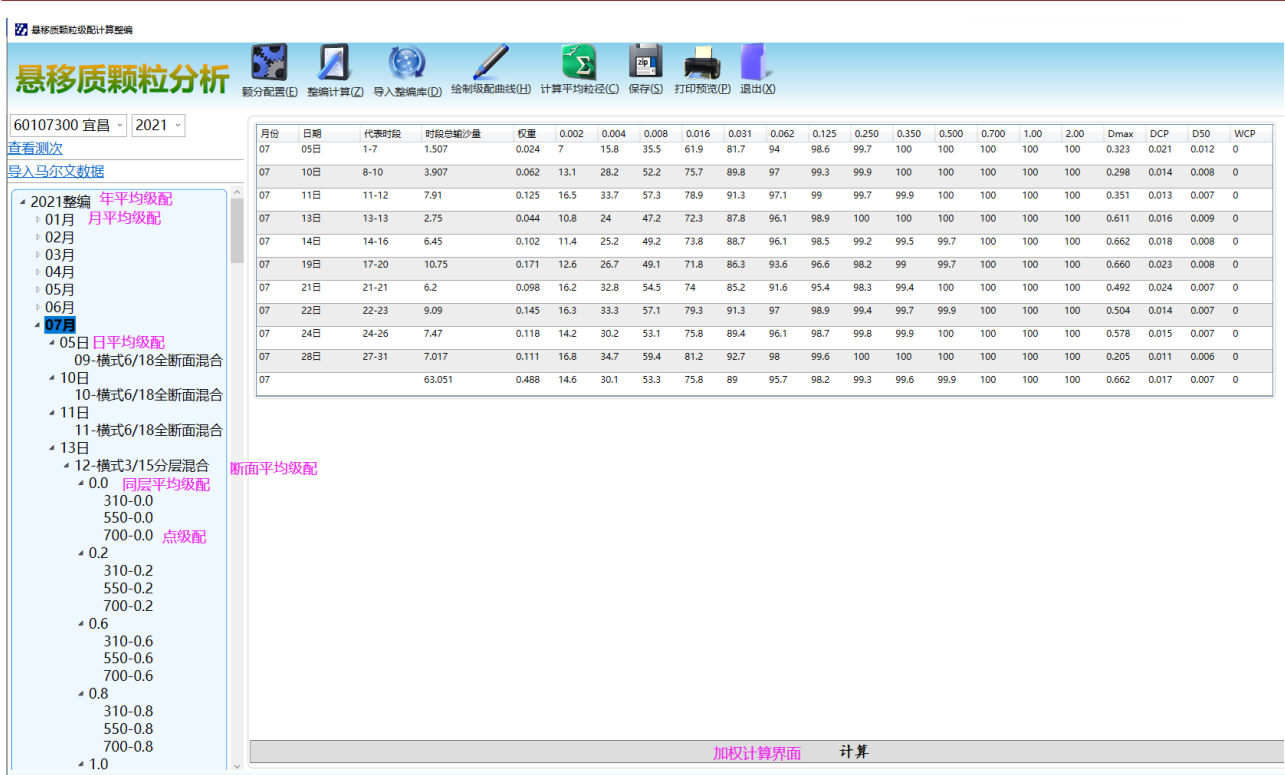 悬移质颗粒级配计算整编
悬移质颗粒分析
颗分配置(F) 整编计算(Z) 导入整编库(D) 绘制级配曲线(H) 计算平均粒径(C) 保存(S) 打印预览(P) 退出(X)
60107300 宜昌 2021
查看测次
导入马尔文数据
2021整编 年平均级配
01月 月平均级配
02月
03月
04月
05月
06月
07月
05日 日平均级配
09-横式6/18全断面混合
10日
10-横式6/18全断面混合
11日
11-横式6/18全断面混合
13日
12-横式3/15分层混合 断面平均级配
0.0 同层平均级配
310-0.0
550-0.0
700-0.0 点级配
0.2
310-0.2
550-0.2
700-0.2
0.6
310-0.6
550-0.6
700-0.6
0.8
310-0.8
550-0.8
700-0.8
1.0
月份 日期 代表时段 时段总输沙量 权重 0.002 0.004 0.008 0.016 0.031 0.062 0.125 0.250 0.350 0.500 0.700 1.00 2.00 Dmax DCP D50 WCP
07 05日 1-7 1.507 0.024 7 15.8 35.5 61.9 81.7 94 98.6 99.7 100 100 100 100 100 0.323 0.021 0.012 0
07 10日 8-10 3.907 0.062 13.1 28.2 52.2 75.7 89.8 97 99.3 99.9 100 100 100 100 100 0.298 0.014 0.008 0
07 11日 11-12 7.91 0.125 16.5 33.7 57.3 78.9 91.3 97.1 99 99.7 99.9 100 100 100 100 0.351 0.013 0.007 0
07 13日 13-13 2.75 0.044 10.8 24 47.2 72.3 87.8 96.1 98.9 100 100 100 100 100 100 0.611 0.016 0.009 0
07 14日 14-16 6.45 0.102 11.4 25.2 49.2 73.8 88.7 96.1 98.5 99.2 99.5 99.7 100 100 100 0.662 0.018 0.008 0
07 19日 17-20 10.75 0.171 12.6 26.7 49.1 71.8 86.3 93.6 96.6 98.2 99 99.7 100 100 100 0.660 0.023 0.008 0
07 21日 21-21 6.2 0.098 16.2 32.8 54.5 74 85.2 91.6 95.4 98.3 99.4 100 100 100 100 0.492 0.024 0.007 0
07 22日 22-23 9.09 0.145 16.3 33.3 57.1 79.3 91.3 97 98.9 99.4 99.7 99.9 100 100 100 0.504 0.014 0.007 0
07 24日 24-26 7.47 0.118 14.2 30.2 53.1 75.8 89.4 96.1 98.7 99.8 99.9 100 100 100 100 0.578 0.015 0.007 0
07 28日 27-31 7.017 0.111 16.8 34.7 59.4 81.2 92.7 98 99.6 100 100 100 100 100 100 0.205 0.011 0.006 0
07 63.051 0.488 14.6 30.1 53.3 75.8 89 95.7 98.2 99.3 99.6 99.9 100 100 100 0.662 0.017 0.007 0
加权计算界面 计算